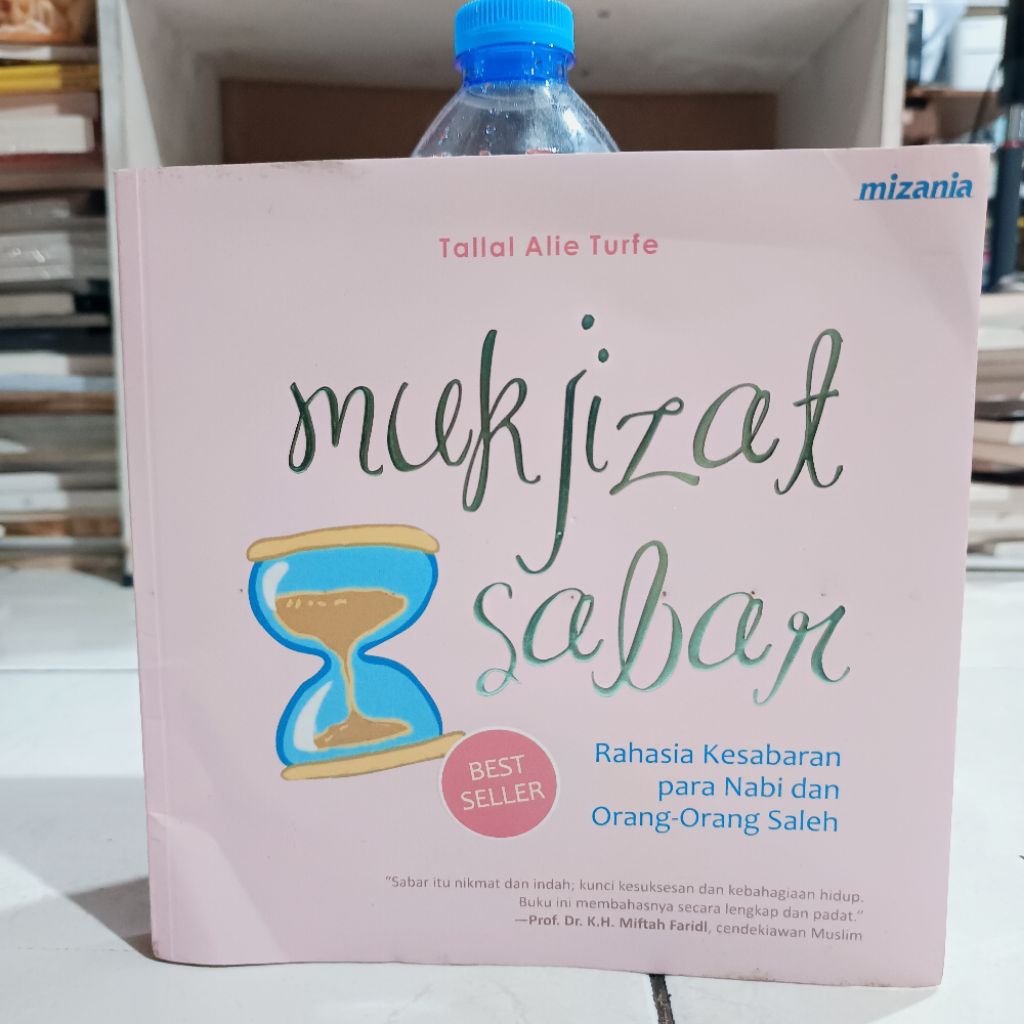 mizania
Tallal Alie Turfe
mukjizat
sabar
BEST
SELLER
Rahasia Kesabaran
para Nabi dan
Orang-Orang Saleh
"Sabar itu nikmat dan indah; kunci kesuksesan dan kebahagiaan hidup.
Buku ini membahasnya secara lengkap dan padat."
—Prof. Dr. K.H. Miftah Faridl, cendekiawan Muslim